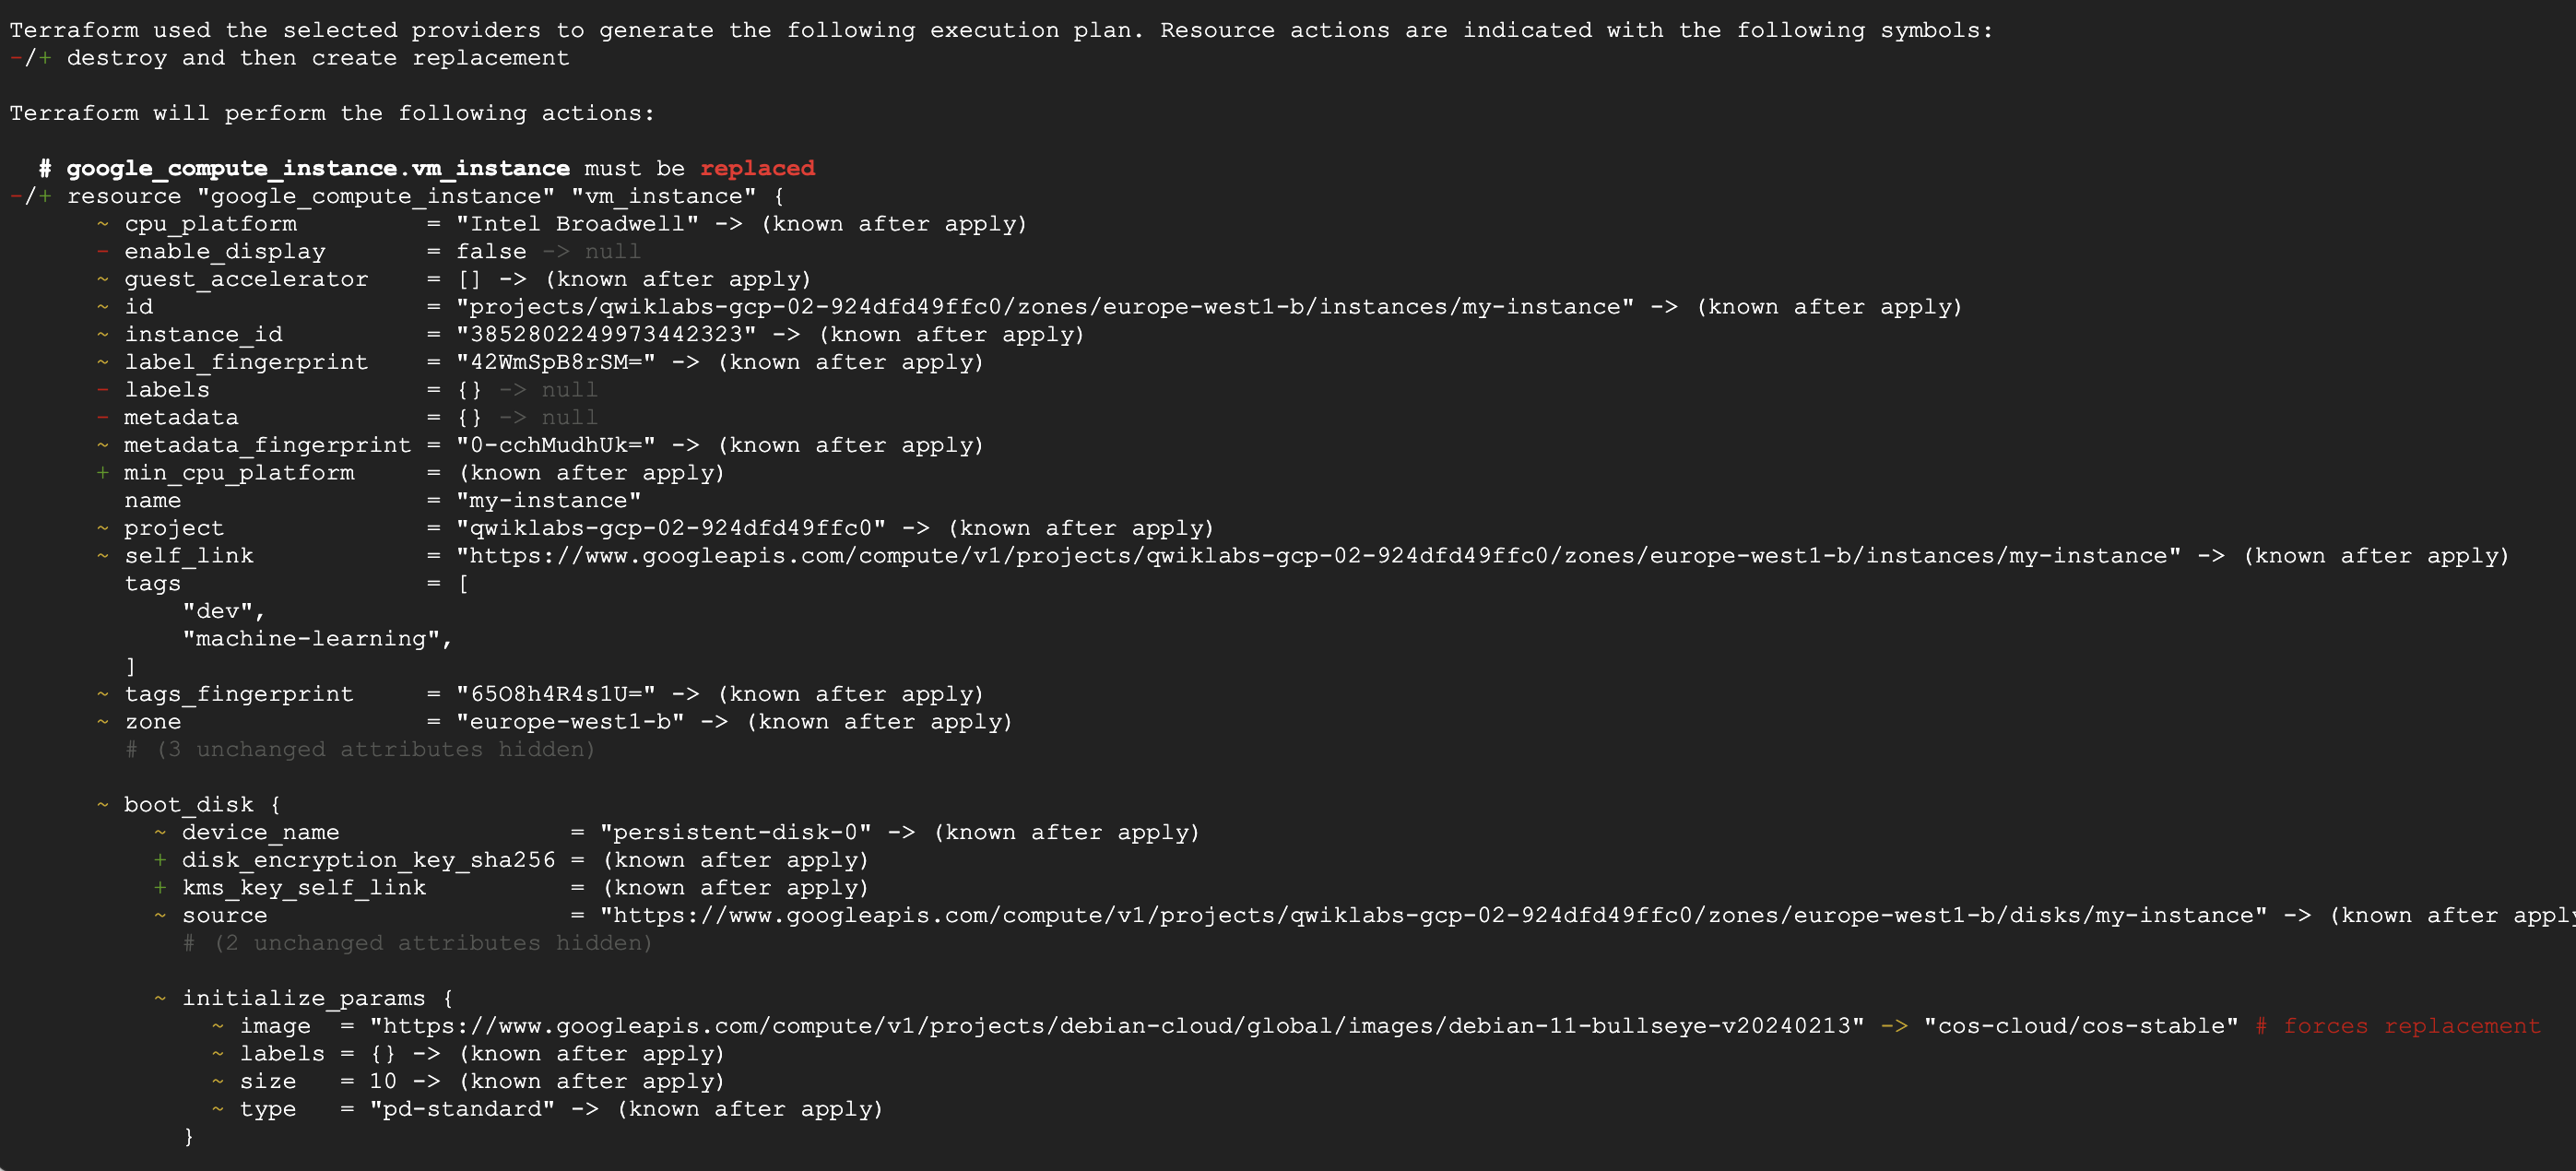 Terraform used the selected providers to generate the following execution plan. Resource actions are indicated with the following symbols:
-/+ destroy and then create replacement

Terraform will perform the following actions:

  # google_compute_instance.vm_instance must be replaced
-/+ resource "google_compute_instance" "vm_instance" {
      ~ cpu_platform         = "Intel Broadwell" -> (known after apply)
      - enable_display       = false -> null
      ~ guest_accelerator    = [] -> (known after apply)
      ~ id                   = "projects/qwiklabs-gcp-02-924dfd49ffc0/zones/europe-west1-b/instances/my-instance" -> (known after apply)
      ~ instance_id          = "3852802249973442323" -> (known after apply)
      ~ label_fingerprint    = "42WmSpB8rSM=" -> (known after apply)
      - labels               = {} -> null
      - metadata             = {} -> null
      ~ metadata_fingerprint = "0-cchMudhUk=" -> (known after apply)
      + min_cpu_platform     = (known after apply)
        name                 = "my-instance"
      ~ project              = "qwiklabs-gcp-02-924dfd49ffc0" -> (known after apply)
      ~ self_link            = "https://www.googleapis.com/compute/v1/projects/qwiklabs-gcp-02-924dfd49ffc0/zones/europe-west1-b/instances/my-instance" -> (known after apply)
        tags                 = [
            "dev",
            "machine-learning",
        ]
      ~ tags_fingerprint     = "65O8h4R4s1U=" -> (known after apply)
      ~ zone                 = "europe-west1-b" -> (known after apply)
        # (3 unchanged attributes hidden)

      ~ boot_disk {
          ~ device_name                = "persistent-disk-0" -> (known after apply)
          + disk_encryption_key_sha256 = (known after apply)
          + kms_key_self_link          = (known after apply)
          ~ source                     = "https://www.googleapis.com/compute/v1/projects/qwiklabs-gcp-02-924dfd49ffc0/zones/europe-west1-b/disks/my-instance" -> (known after apply
            # (2 unchanged attributes hidden)

          ~ initialize_params {
              ~ image  = "https://www.googleapis.com/compute/v1/projects/debian-cloud/global/images/debian-11-bullseye-v20240213" -> "cos-cloud/cos-stable" # forces replacement
              ~ labels = {} -> (known after apply)
              ~ size   = 10 -> (known after apply)
              ~ type   = "pd-standard" -> (known after apply)
            }